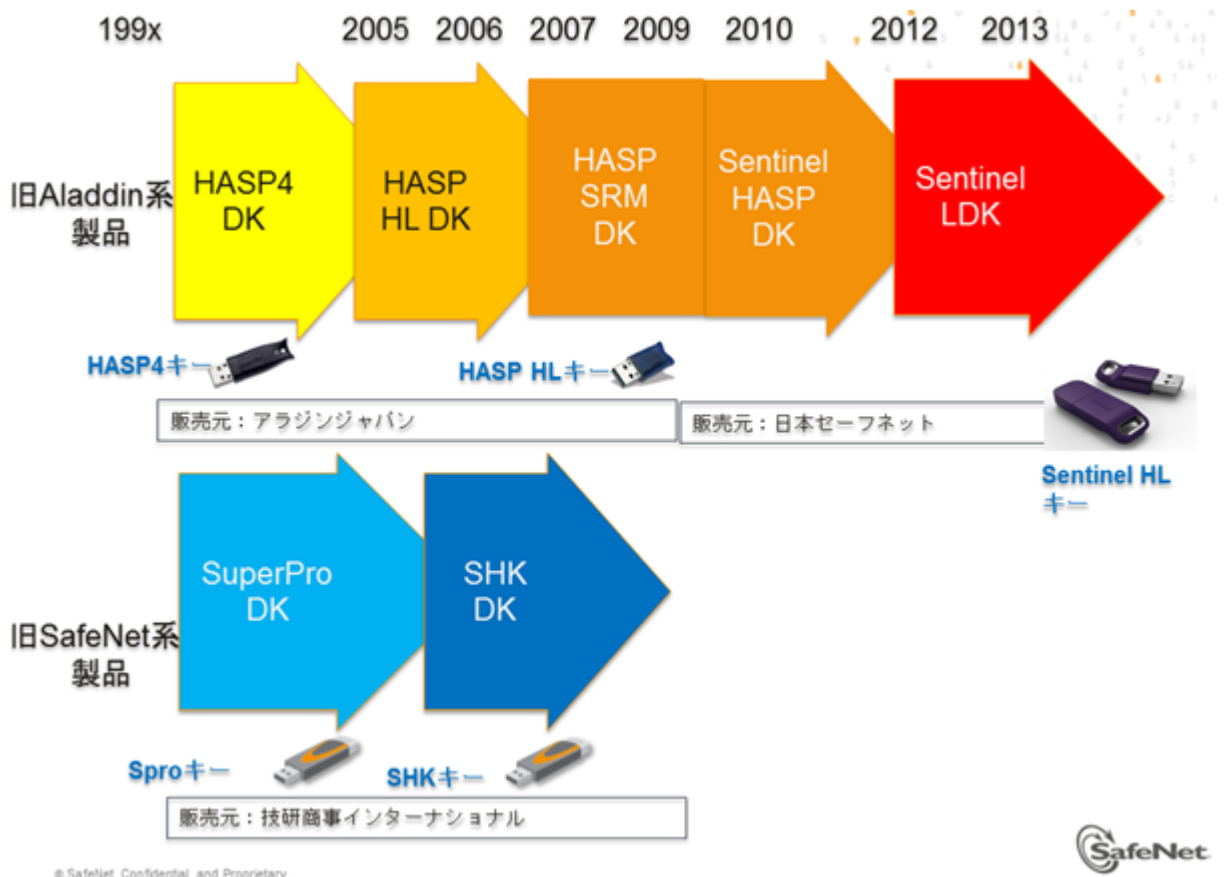 199x 2005 2006 2007 2009 2010 2012 2013
旧Aladdin系
製品
HASP4
DK
HASP
HL DK
HASP
SRM
DK
Sentinel
HASP
DK
Sentinel
LDK
HASP4キー
HASP HLキー
販売元：アラジンジャパン
販売元：日本セーフネット
Sentinel HL
キー
旧SafeNet系
製品
SuperPro
DK
SHK
DK
Sproキー
SHKキー
販売元：技研商事インターナショナル
SafeNet
© SafeNet Confidential and Proprietary